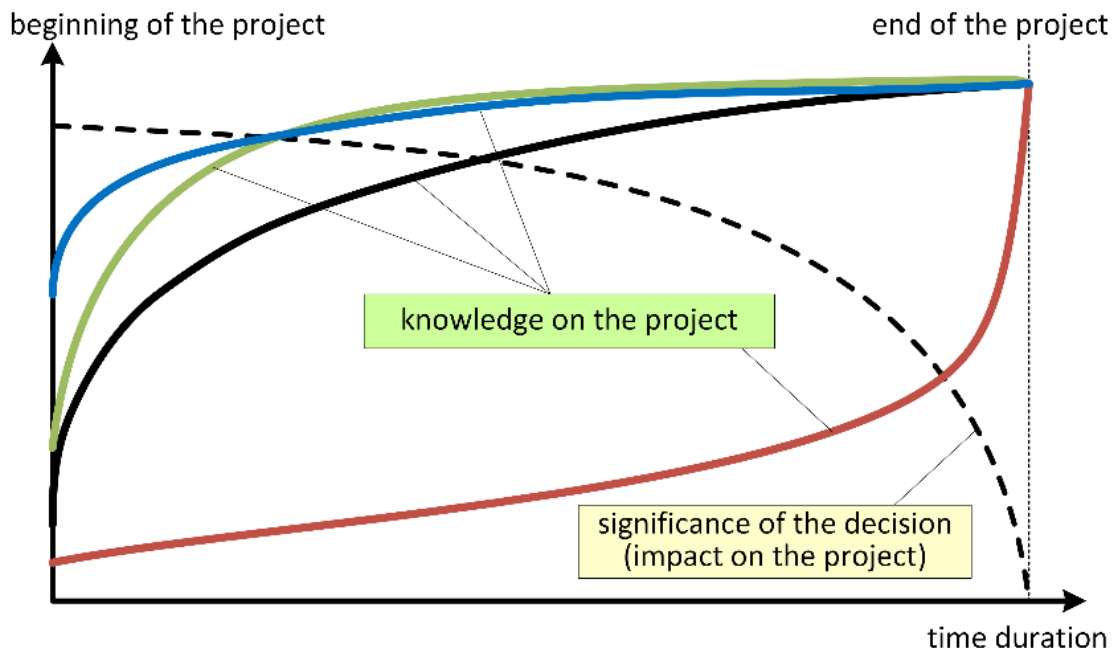 beginning of the project
end of the project
knowledge on the project
significance of the decision
(impact on the project)
time duration